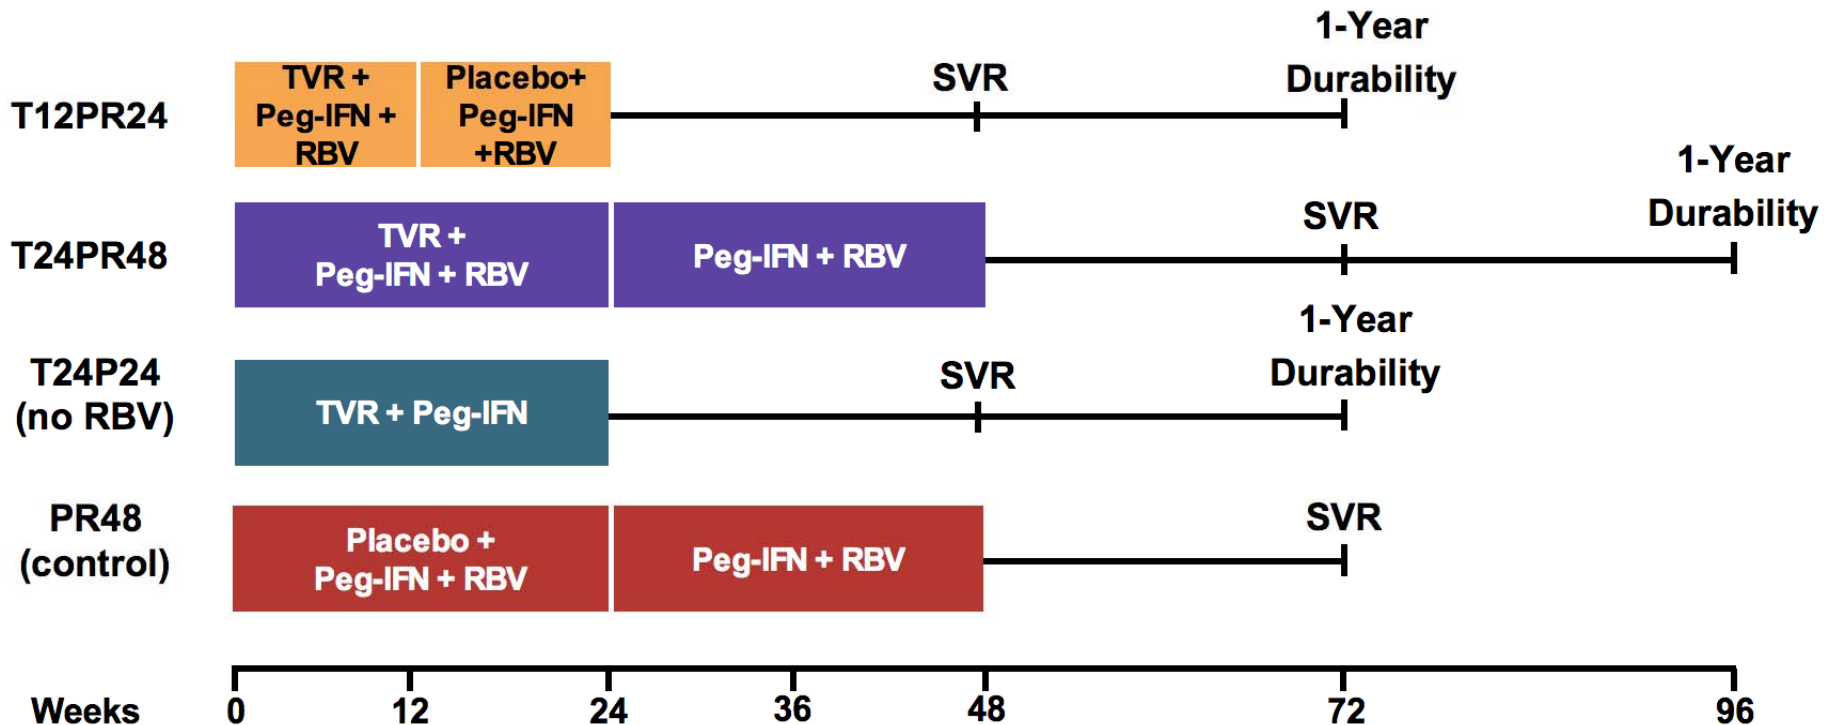 1-Year
Durability
SVR
T12PR24
TVR +
Peg-IFN +
RBV
Placebo+
Peg-IFN
+RBV
1-Year
Durability
SVR
T24PR48
TVR +
Peg-IFN + RBV
Peg-IFN + RBV
1-Year
Durability
SVR
T24P24
(no RBV)
TVR + Peg-IFN
SVR
PR48
(control)
Placebo +
Peg-IFN + RBV
Peg-IFN + RBV
Weeks 0 12 24 36 48 72 96